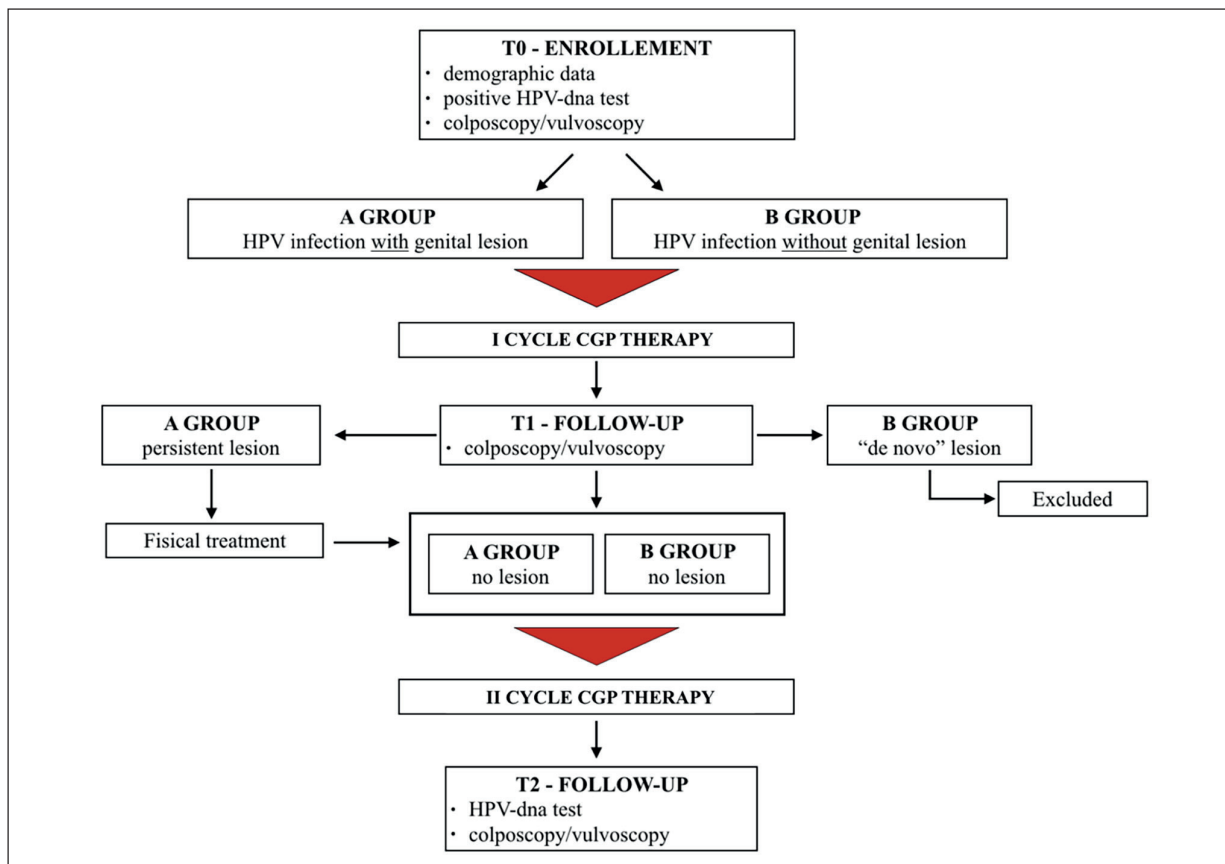 T0 - ENROLLEMENT
· demographic data
· positive HPV-dna test
· colposcopy/vulvoscopy
A GROUP
HPV infection with genital lesion
B GROUP
HPV infection without genital lesion
I CYCLE CGP THERAPY
A GROUP
persistent lesion
T1 - FOLLOW-UP
· colposcopy/vulvoscopy
B GROUP
“de novo” lesion
Excluded
Fisical treatment
A GROUP
no lesion
B GROUP
no lesion
II CYCLE CGP THERAPY
T2 - FOLLOW-UP
· HPV-dna test
· colposcopy/vulvoscopy